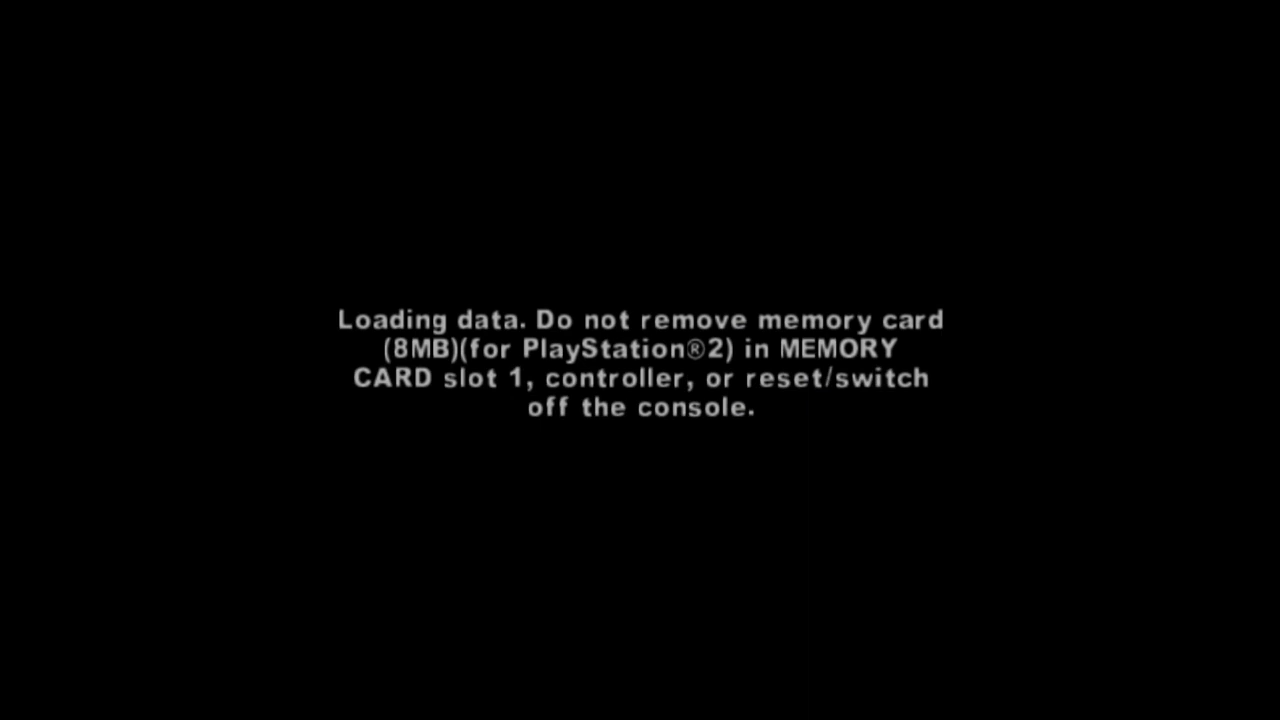 Loading data. Do not remove memory card
(8MB)(for PlayStation®2) in MEMORY
CARD slot 1, controller, or reset/switch
off the console.